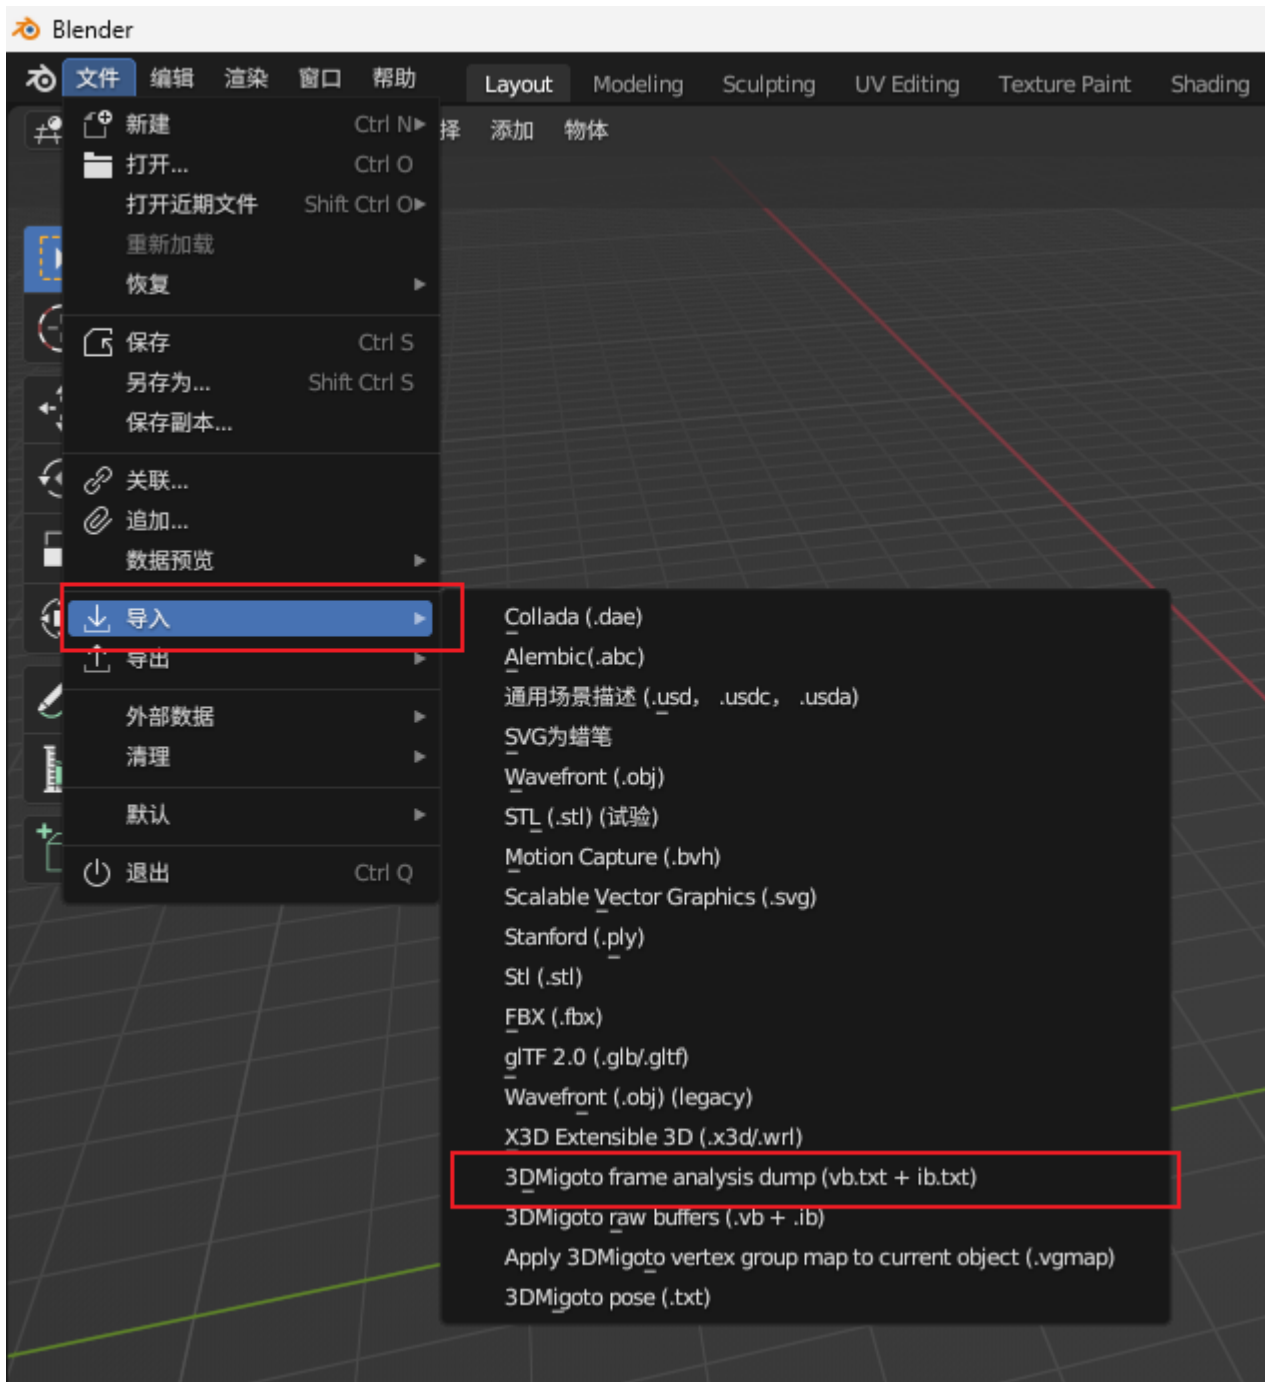 Blender
文件 编辑 渲染 窗口 帮助 Layout Modeling Sculpting UV Editing Texture Paint Shading
新建 Ctrl N
择 添加 物体
打开... Ctrl O
打开近期文件 Shift Ctrl O
重新加载
恢复
保存 Ctrl S
另存为... Shift Ctrl S
保存副本...
关联...
追加...
数据预览
导入
导出
外部数据
清理
默认
退出 Ctrl Q
Collada (.dae)
Alembic(.abc)
通用场景描述 (.usd， .usdc， .usda)
SVG为蜡笔
Wavefront (.obj)
STL (.stl) (试验)
Motion Capture (.bvh)
Scalable Vector Graphics (.svg)
Stanford (.ply)
Stl (.stl)
FBX (.fbx)
glTF 2.0 (.glb/.gltf)
Wavefront (.obj) (legacy)
X3D Extensible 3D (.x3d/.wrl)
3DMigoto frame analysis dump (vb.txt + ib.txt)
3DMigoto raw buffers (.vb + .ib)
Apply 3DMigoto vertex group map to current object (.vgmap)
3DMigoto pose (.txt)